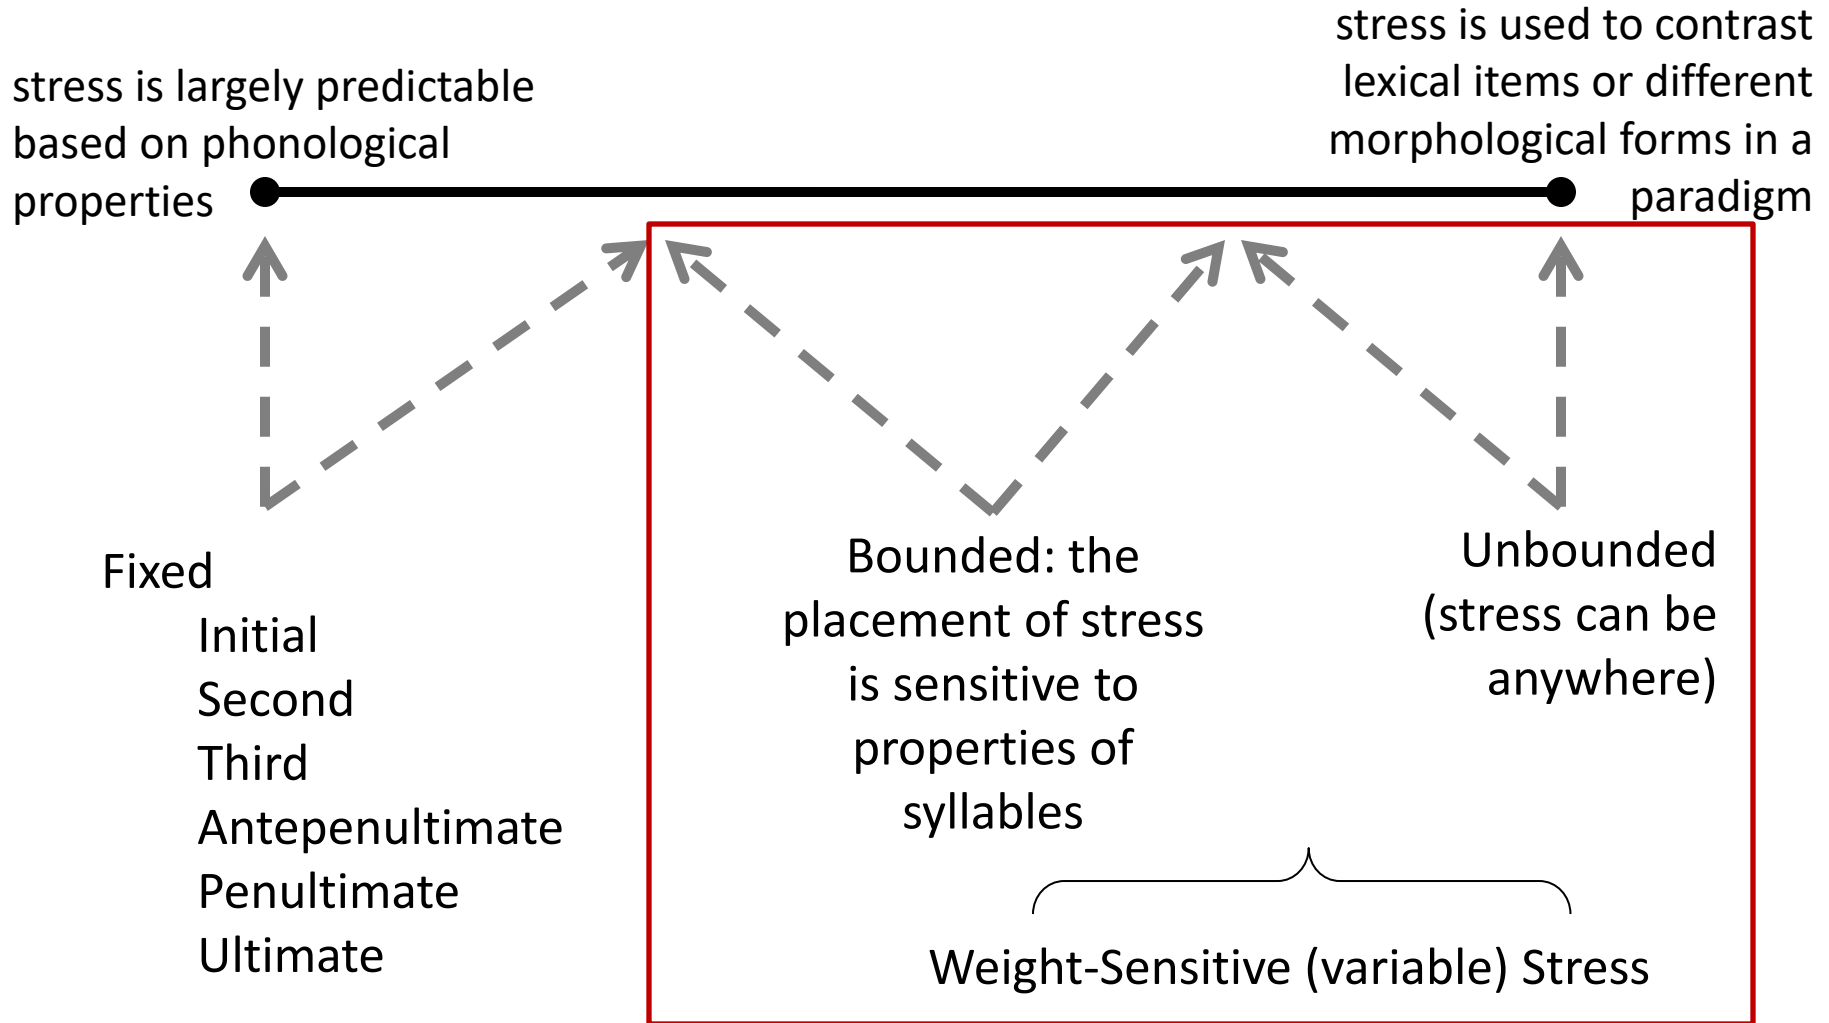 stress is largely predictable
based on phonological
properties
stress is used to contrast
lexical items or different
morphological forms in a
paradigm
Fixed
Initial
Second
Third
Antepenultimate
Penultimate
Ultimate
Bounded: the
placement of stress
is sensitive to
properties of
syllables
Unbounded
(stress can be
anywhere)
Weight-Sensitive (variable) Stress